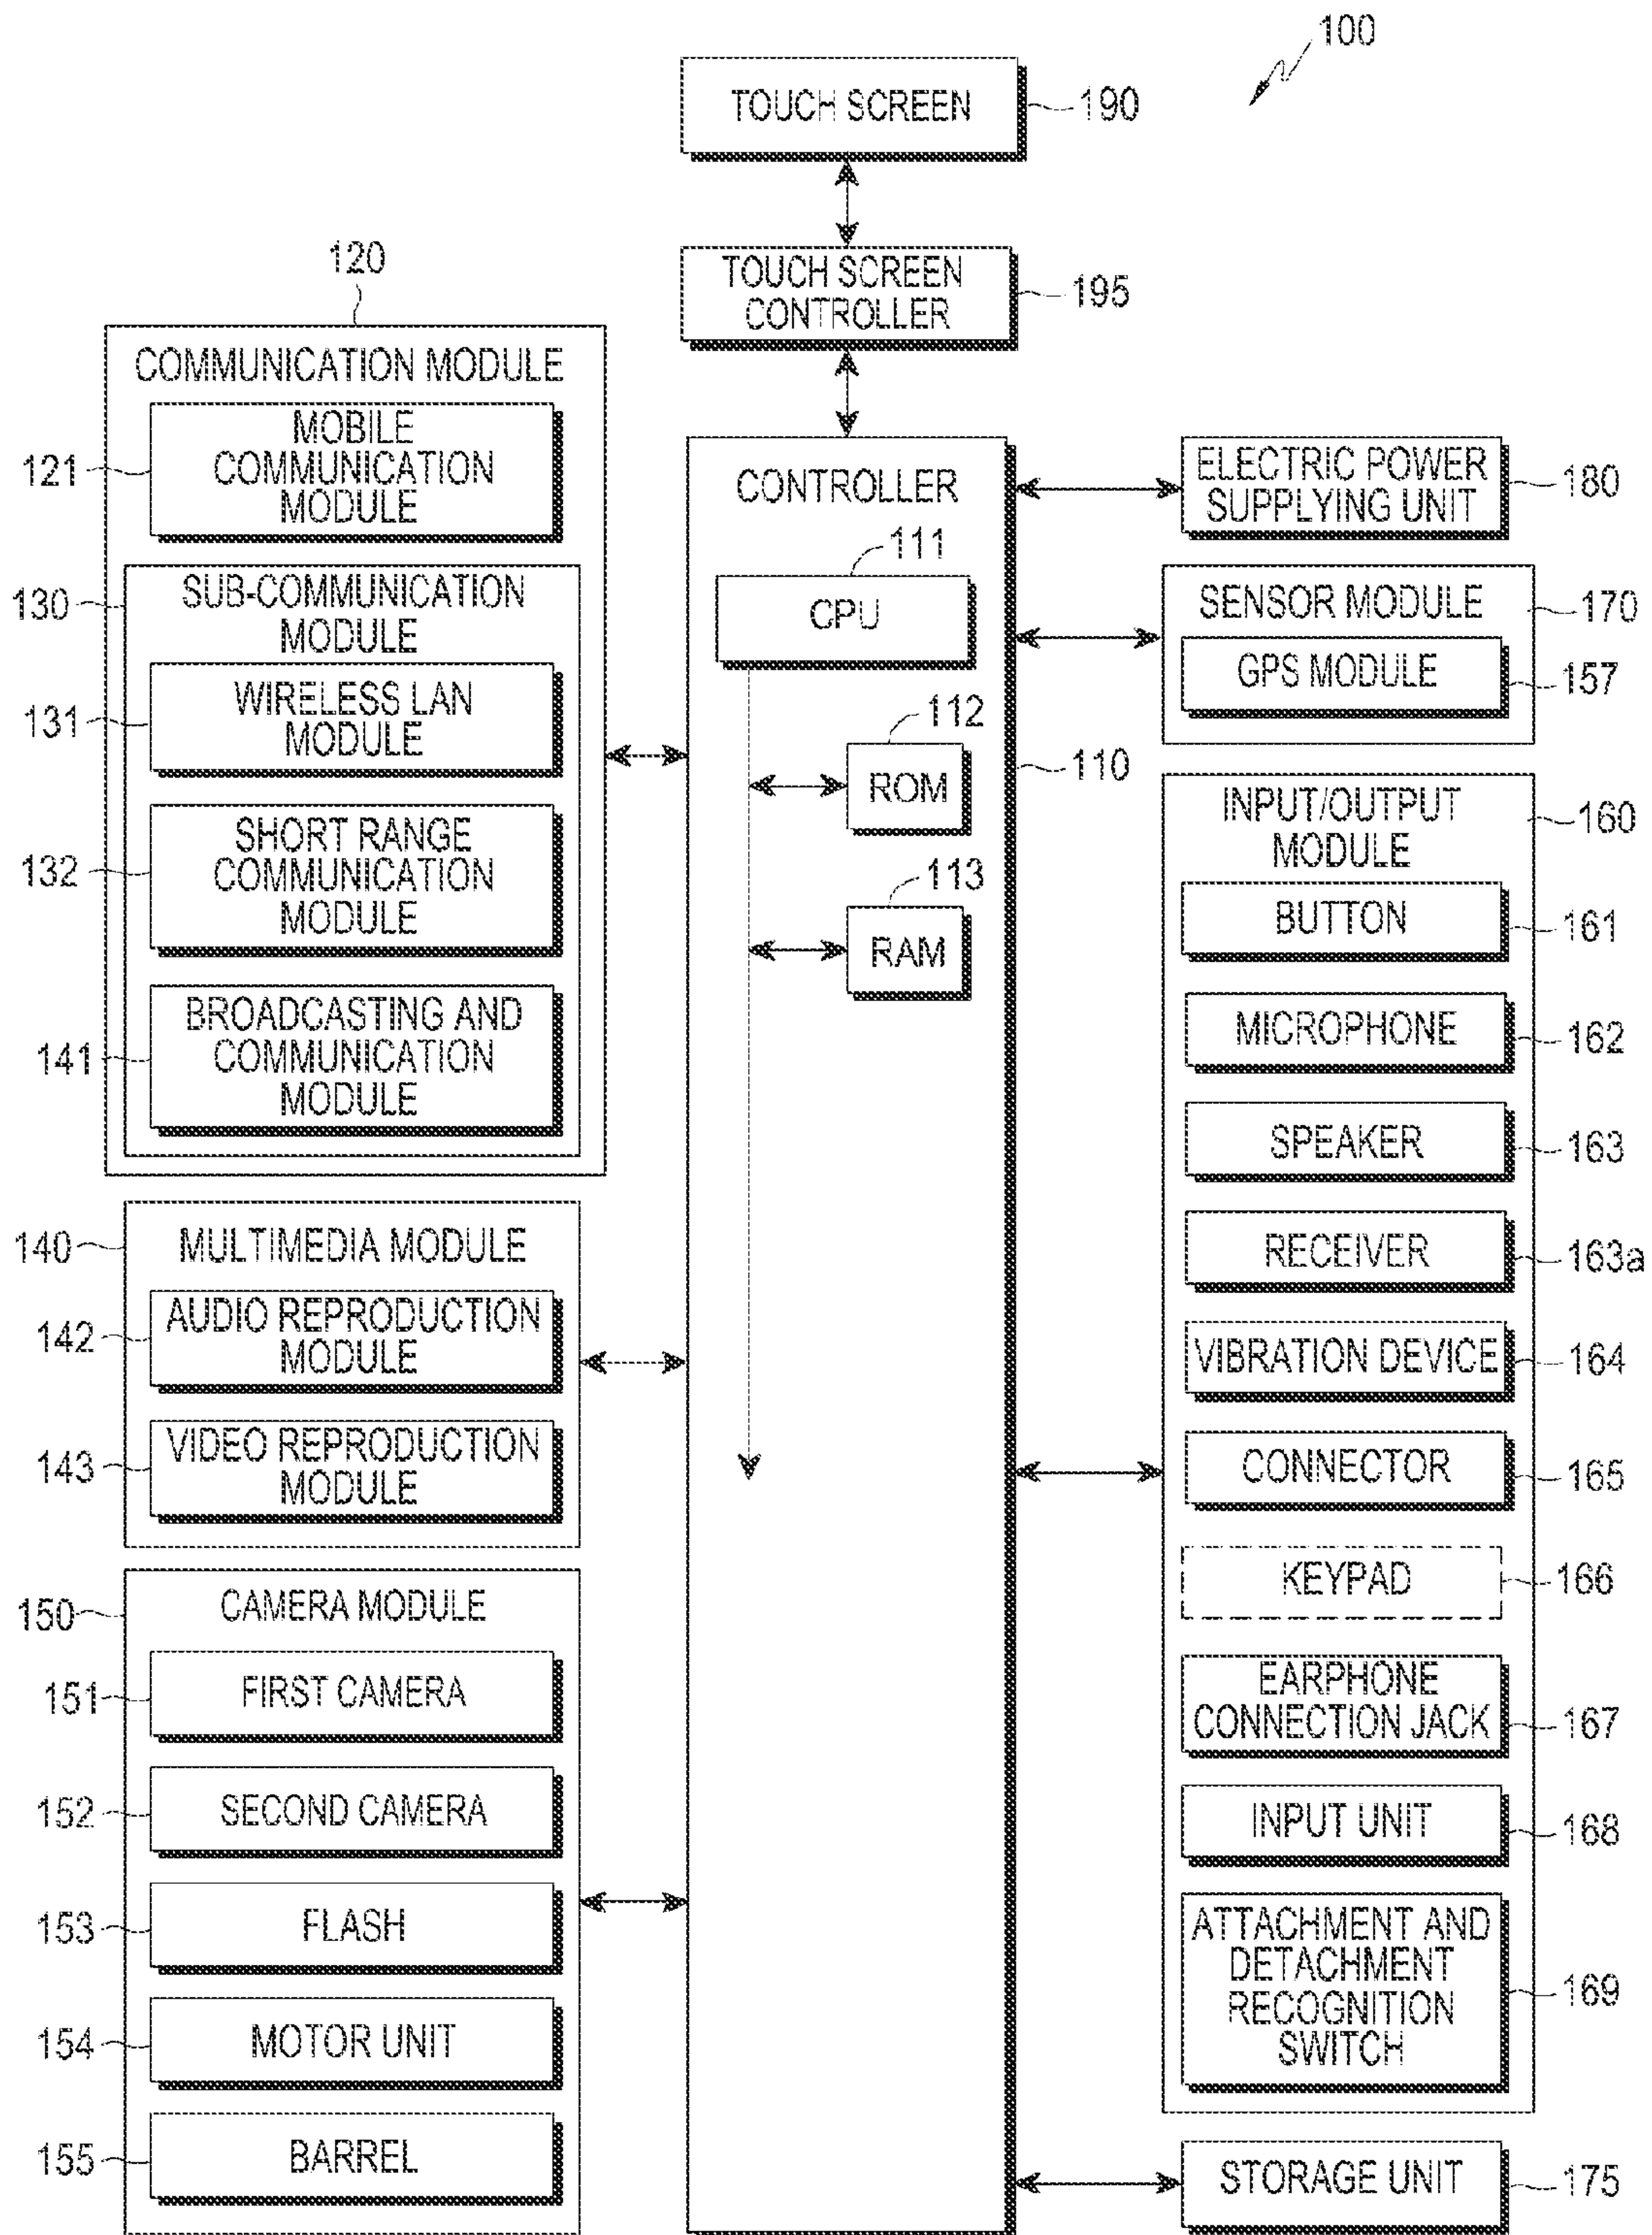 100
TOUCH SCREEN
190
TOUCH SCREEN
CONTROLLER
195
120
COMMUNICATION MODULE
121
MOBILE
COMMUNICATION
MODULE
130
SUB-COMMUNICATION
MODULE
131
WIRELESS LAN
MODULE
132
SHORT RANGE
COMMUNICATION
MODULE
141
BROADCASTING AND
COMMUNICATION
MODULE
140
MULTIMEDIA MODULE
142
AUDIO REPRODUCTION
MODULE
143
VIDEO REPRODUCTION
MODULE
150
CAMERA MODULE
151
FIRST CAMERA
152
SECOND CAMERA
153
FLASH
154
MOTOR UNIT
155
BARREL
CONTROLLER
111
CPU
112
ROM
110
113
RAM
ELECTRIC POWER
SUPPLYING UNIT
180
SENSOR MODULE
170
GPS MODULE
157
INPUT/OUTPUT
MODULE
160
BUTTON
161
MICROPHONE
162
SPEAKER
163
RECEIVER
163a
VIBRATION DEVICE
164
CONNECTOR
165
KEYPAD
166
EARPHONE
CONNECTION JACK
167
INPUT UNIT
168
ATTACHMENT AND
DETACHMENT
RECOGNITION
SWITCH
169
STORAGE UNIT
175